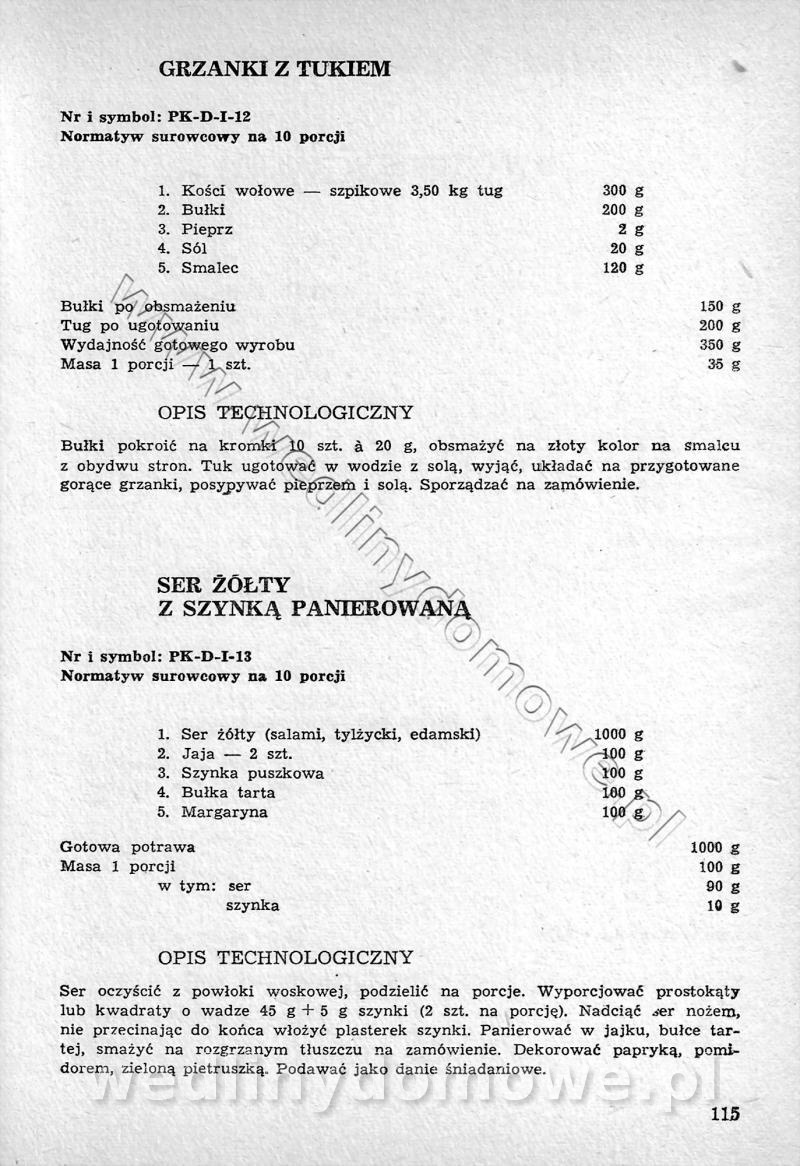 GRZANKI Z TUKIEM
Nr i symbol: PK-D-I-12
Normatyw surowcowy na 10 porcji
1. Kości wołowe — szpikowe 3,50 kg tug 300 g
2. Bułki 200 g
3. Pieprz 2 g
4. Sól 20 g
5. Smalec 120 g
Bułki po obsmażeniu 150 g
Tug po ugotowaniu 200 g
Wydajność gotowego wyrobu 350 g
Masa 1 porcji — 1 szt. 35 g
OPIS TECHNOLOGICZNY
Bułki pokroić na kromki 10 szt. à 20 g, obsmażyć na złoty kolor na smalcu
z obydwu stron. Tuk ugotować w wodzie z solą, wyjąć, układać na przygotowane
gorące grzanki, posypywać pieprzem i solą. Sporządzać na zamówienie.
SER ŻÓŁTY
Z SZYNKĄ PANIEROWANĄ
Nr i symbol: PK-D-I-13
Normatyw surowcowy na 10 porcji
1. Ser żółty (salami, tylżycki, edamski) 1000 g
2. Jaja — 2 szt. 100 g
3. Szynka puszkowa 100 g
4. Bułka tarta 100 g
5. Margaryna 100 g
Gotowa potrawa 1000 g
Masa 1 porcji 100 g
w tym: ser 90 g
szynka 10 g
OPIS TECHNOLOGICZNY
Ser oczyścić z powłoki woskowej, podzielić na porcje. Wyporcjować prostokąty
lub kwadraty o wadze 45 g + 5 g szynki (2 szt. na porcję). Nadciąć ser nożem,
nie przecinając do końca włożyć plasterek szynki. Panierować w jajku, bułce tar-
tej, smażyć na rozgrzanym tłuszczu na zamówienie. Dekorować papryką, pomi-
dorem, zieloną pietruszką. Podawać jako danie śniadaniowe.
115
www.wedlinydomowe.pl
wedlinydomowe.pl